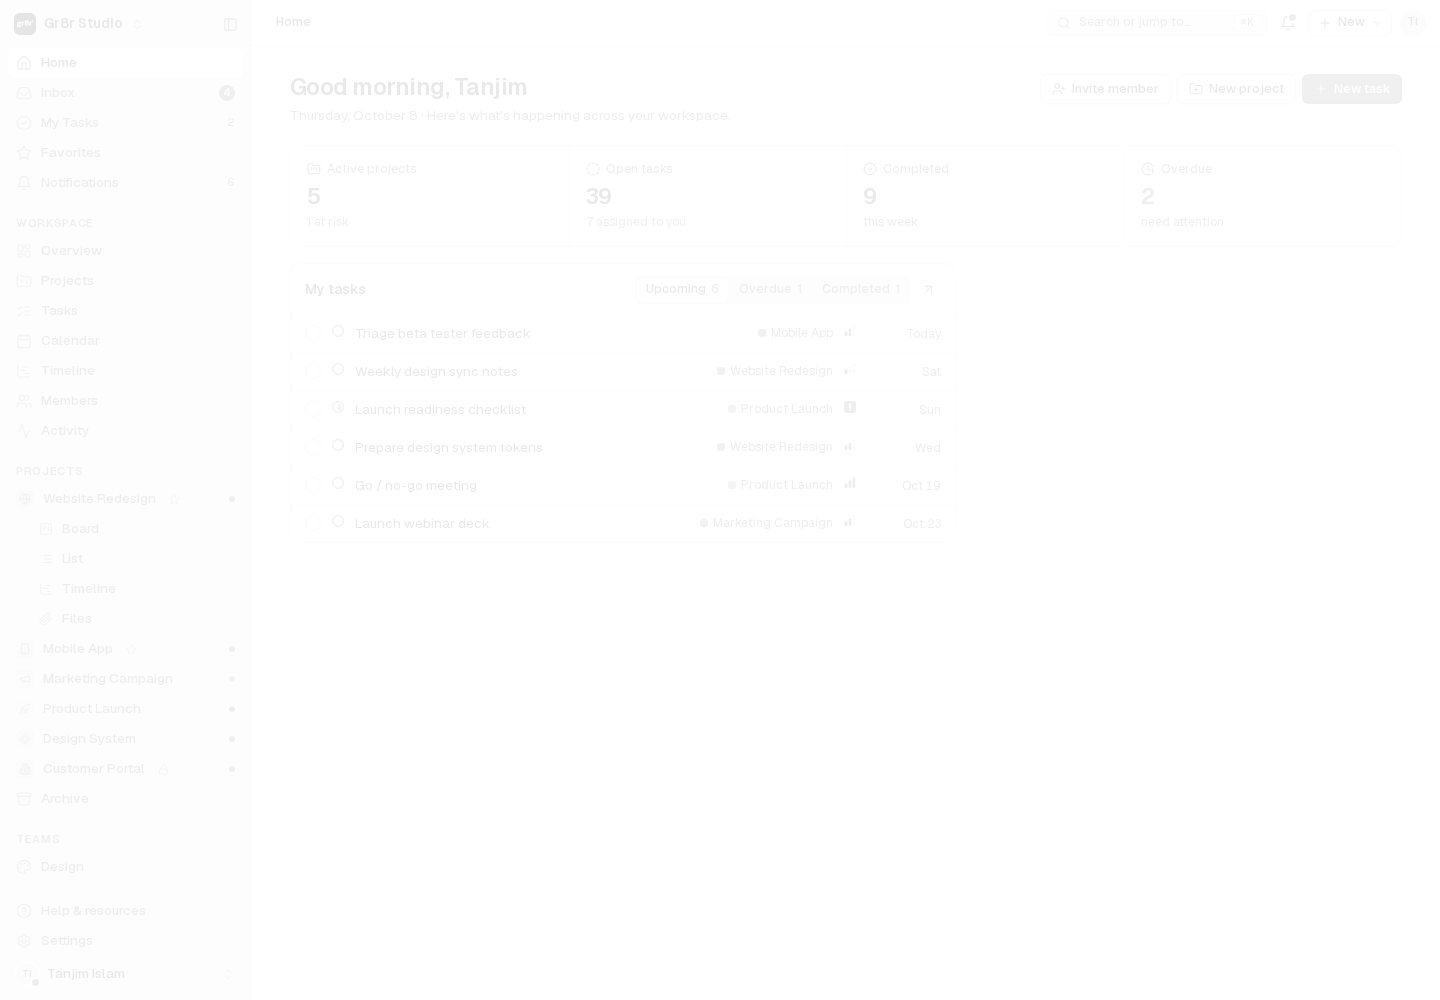 gr8r Gr8r Studio
Home
Inbox 4
My Tasks 2
Favorites
Notifications 6
WORKSPACE
Overview
Projects
Tasks
Calendar
Timeline
Members
Activity
PROJECTS
Website Redesign
Board
List
Timeline
Files
Mobile App
Marketing Campaign
Product Launch
Design System
Customer Portal
Archive
TEAMS
Design
Help & resources
Settings
TI Tanjim Islam
Home
Search or jump to... ⌘K
New
TI
Good morning, Tanjim
Thursday, October 8 · Here's what's happening across your workspace.
Invite member
New project
New task
Active projects
5
1 at risk
Open tasks
39
7 assigned to you
Completed
9
this week
Overdue
2
need attention
My tasks
Upcoming 6 Overdue 1 Completed 1
Triage beta tester feedback Mobile App Today
Weekly design sync notes Website Redesign Sat
Launch readiness checklist Product Launch Sun
Prepare design system tokens Website Redesign Wed
Go / no-go meeting Product Launch Oct 19
Launch webinar deck Marketing Campaign Oct 23